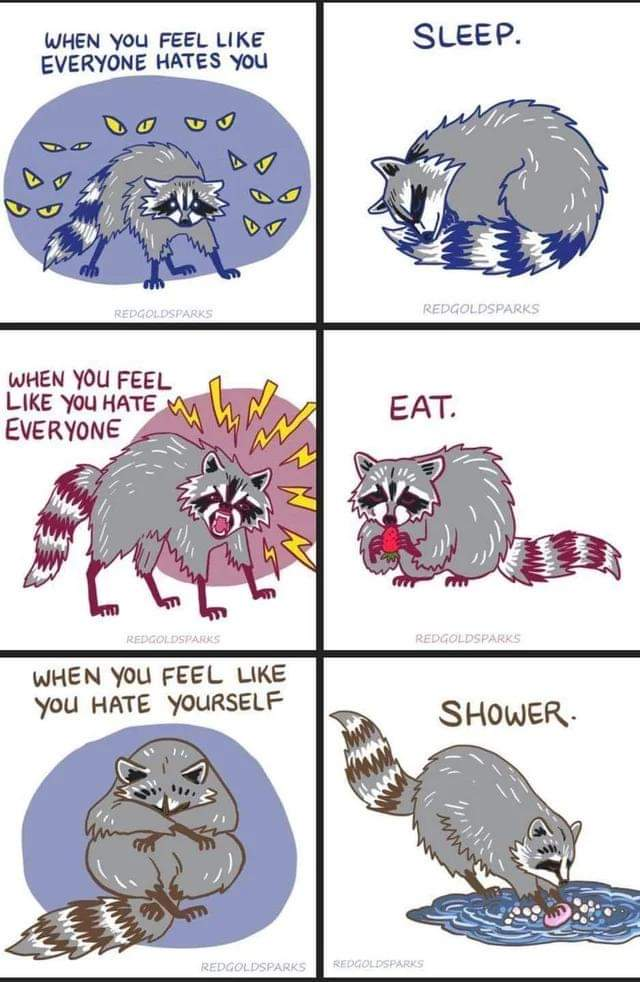 WHEN YOU FEEL LIKE
EVERYONE HATES YOU
REDGOLDSPARKS
SLEEP.
REDGOLDSPARKS
WHEN YOU FEEL
LIKE YOU HATE
EVERYONE
REDGOLDSPARKS
EAT.
REDGOLDSPARKS
WHEN YOU FEEL LIKE
YOU HATE YOURSELF
REDGOLDSPARKS
SHOWER.
REDGOLDSPARKS